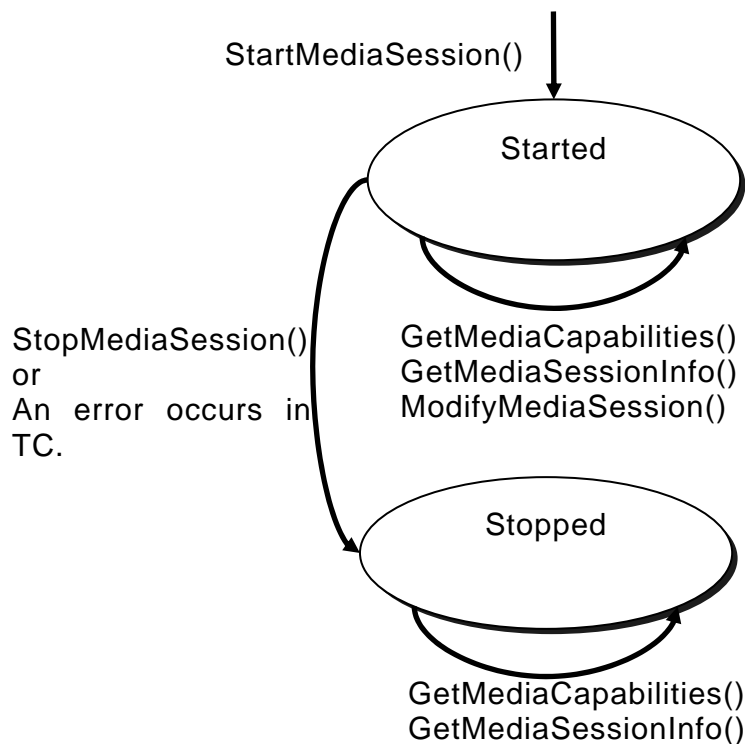 StartMediaSession()
Started
StopMediaSession()
or
An error occurs in
TC.
GetMediaCapabilities()
GetMediaSessionInfo()
ModifyMediaSession()
Stopped
GetMediaCapabilities()
GetMediaSessionInfo()